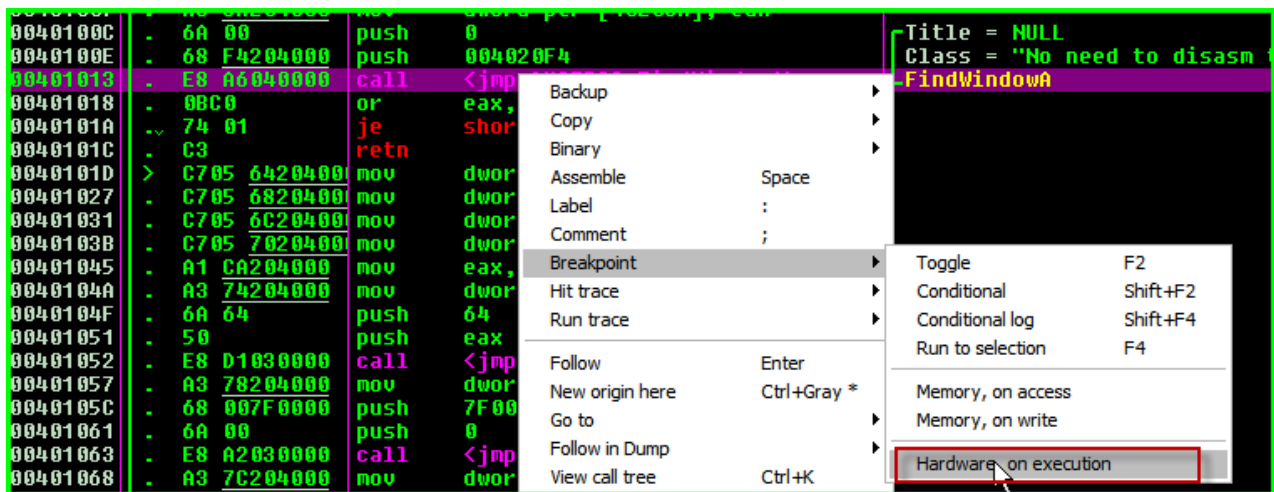 0040100C . 6A 00 push 0 Title = NULL
0040100E . 68 F4204000 push 004020F4 Class = "No need to disasm
00401013 . E8 A6040000 call <jmp FindWindowA
00401018 . 0BC0 or eax,
0040101A . 74 01 je shor
0040101C . C3 retn
0040101D > C705 64204000 mov dwor
00401027 . C705 68204000 mov dwor
00401031 . C705 6C204000 mov dwor
0040103B . C705 70204000 mov dwor
00401045 . A1 CA204000 mov eax,
0040104A . A3 74204000 mov dwor
0040104F . 6A 64 push 64
00401051 . 50 push eax
00401052 . E8 D1030000 call <jmp
00401057 . A3 78204000 mov dwor
0040105C . 68 007F0000 push 7F00
00401061 . 6A 00 push 0
00401063 . E8 A2030000 call <jmp
00401068 . A3 7C204000 mov dwor
Backup
Copy
Binary
Assemble Space
Label :
Comment ;
Breakpoint
Hit trace
Run trace
Follow Enter
New origin here Ctrl+Gray *
Go to
Follow in Dump
View call tree Ctrl+K
Toggle F2
Conditional Shift+F2
Conditional log Shift+F4
Run to selection F4
Memory, on access
Memory, on write
Hardware, on execution